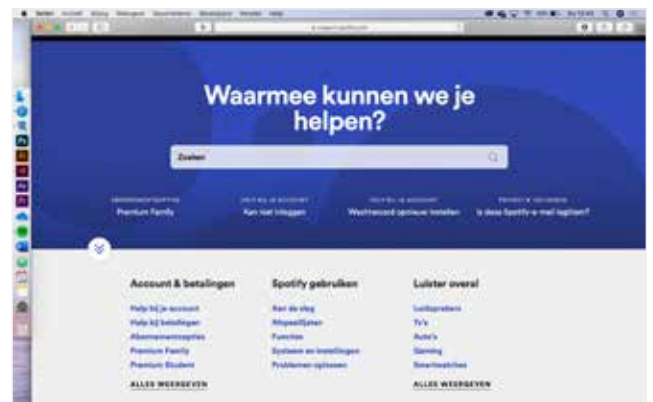 Waarmee kunnen we je
helpen?
Zoeken
Premium Family
Kan niet inloggen
Wachtwoord opnieuw instellen
Is deze Spotify-e-mail legitiem?
Account & betalingen
Help bij je account
Help bij betalingen
Abonnementsopties
Premium Family
Premium Student
ALLES WEERGEVEN
Spotify gebruiken
Aan de slag
Afspeellijsten
Functies
Systeem en instellingen
Problemen oplossen
Luister overal
Luidsprekers
Tv's
Auto's
Gaming
Smartwatches
ALLES WEERGEVEN